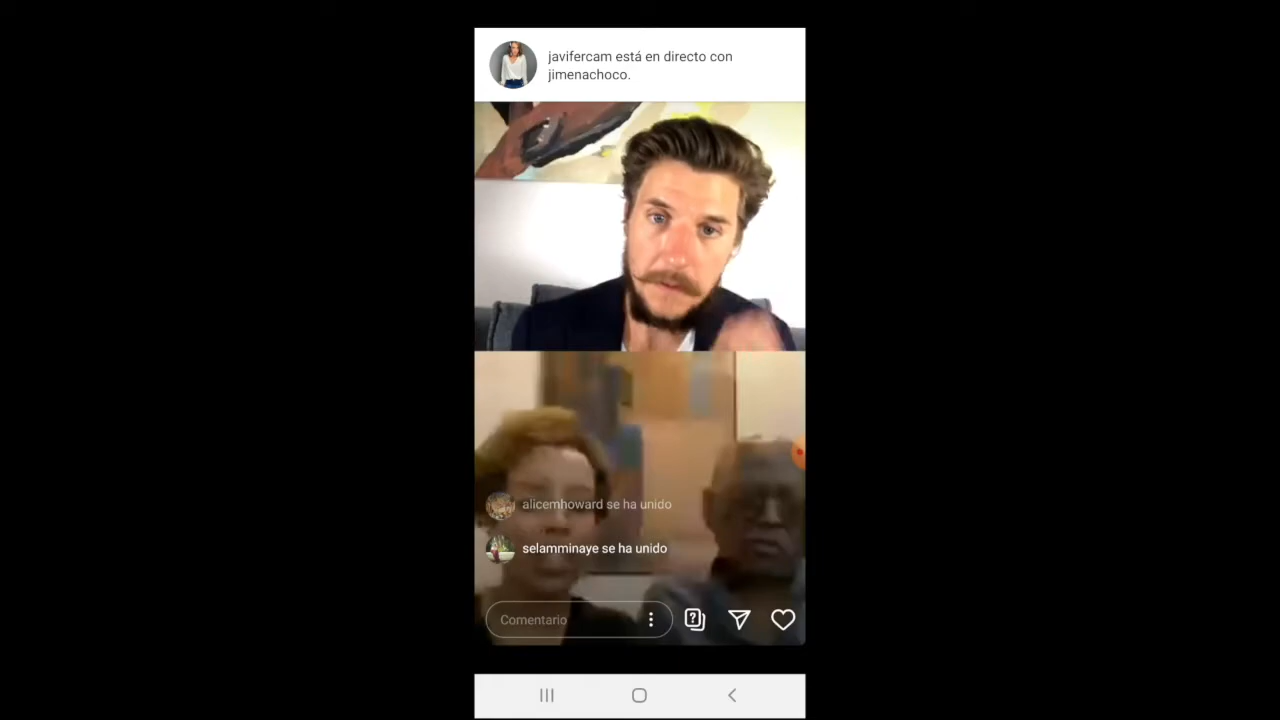 javifercam está en directo con
jimenachoco.
alicemhoward se ha unido
selamminaye se ha unido
Comentario
?